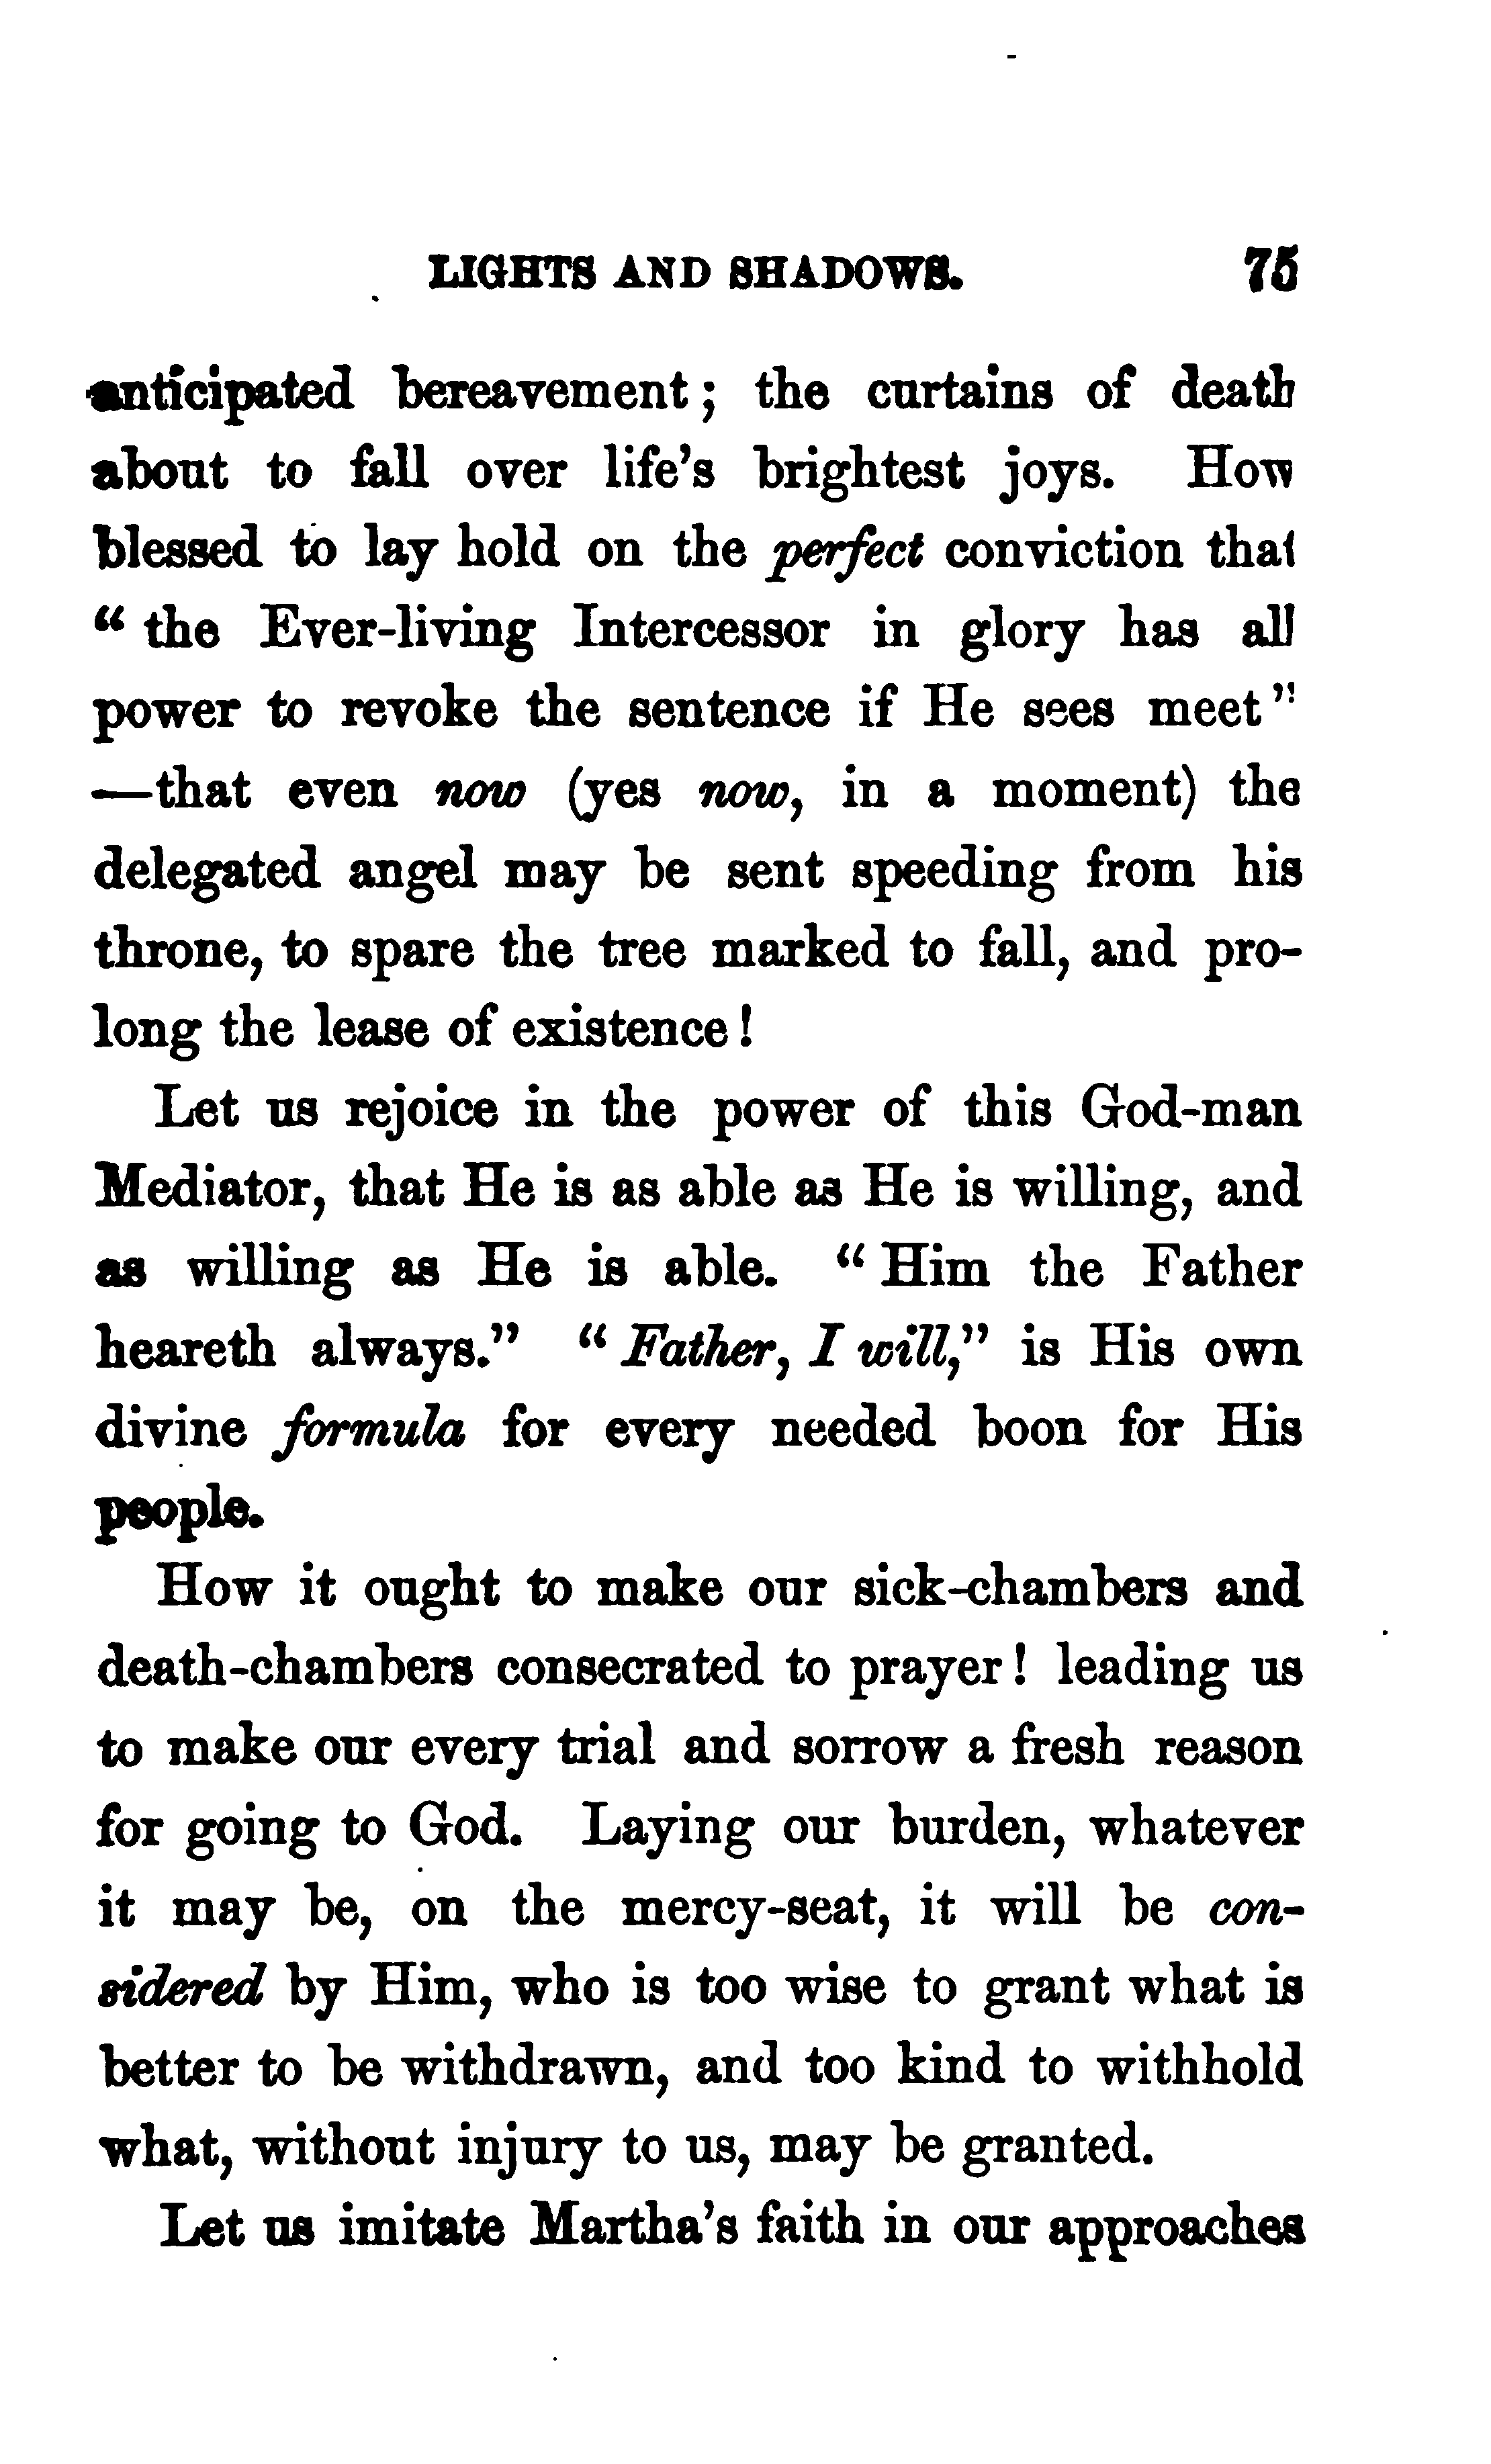 LIGHTS AND SHADOWS. 75
anticipated bereavement; the curtains of death
about to fall over life's brightest joys. How
blessed to lay hold on the perfect conviction that
“the Ever-living Intercessor in glory has all
power to revoke the sentence if He sees meet”
—that even now (yes now, in a moment) the
delegated angel may be sent speeding from his
throne, to spare the tree marked to fall, and pro-
long the lease of existence!
Let us rejoice in the power of this God-man
Mediator, that He is as able as He is willing, and
as willing as He is able. “Him the Father
heareth always.” “Father, I will,” is His own
divine formula for every needed boon for His
people.
How it ought to make our sick-chambers and
death-chambers consecrated to prayer! leading us
to make our every trial and sorrow a fresh reason
for going to God. Laying our burden, whatever
it may be, on the mercy-seat, it will be con-
sidered by Him, who is too wise to grant what is
better to be withdrawn, and too kind to withhold
what, without injury to us, may be granted.
Let us imitate Martha's faith in our approaches